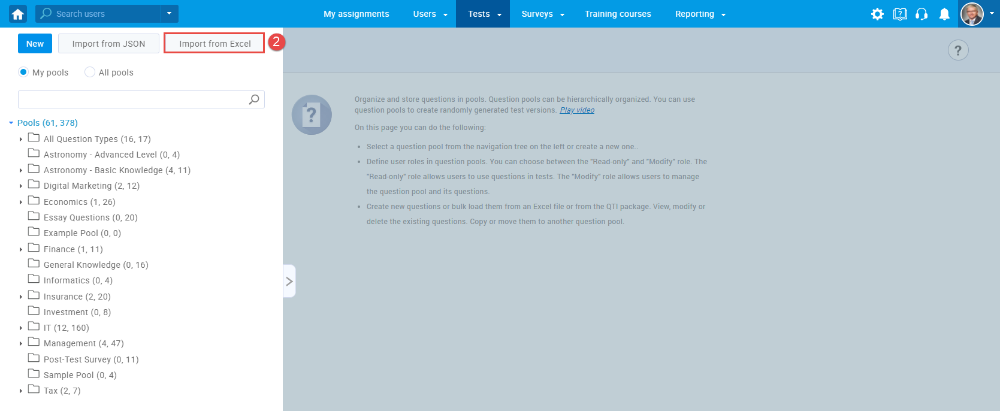 Search users
My assignments
Users
Tests
Surveys
Training courses
Reporting
New
Import from JSON
Import from Excel
2
My pools
All pools
Pools (61, 378)
All Question Types (16, 17)
Astronomy - Advanced Level (0, 4)
Astronomy - Basic Knowledge (4, 11)
Digital Marketing (2, 12)
Economics (1, 26)
Essay Questions (0, 20)
Example Pool (0, 0)
Finance (1, 11)
General Knowledge (0, 16)
Informatics (0, 4)
Insurance (2, 20)
Investment (0, 8)
IT (12, 160)
Management (4, 47)
Post-Test Survey (0, 11)
Sample Pool (0, 4)
Tax (2, 7)
?
?
Organize and store questions in pools. Question pools can be hierarchically organized. You can use
question pools to create randomly generated test versions. Play video
On this page you can do the following:
• Select a question pool from the navigation tree on the left or create a new one..
• Define user roles in question pools. You can choose between the "Read-only" and "Modify" role. The
"Read-only" role allows users to use questions in tests. The "Modify" role allows users to manage
the question pool and its questions.
• Create new questions or bulk load them from an Excel file or from the QTI package. View, modify or
delete the existing questions. Copy or move them to another question pool.